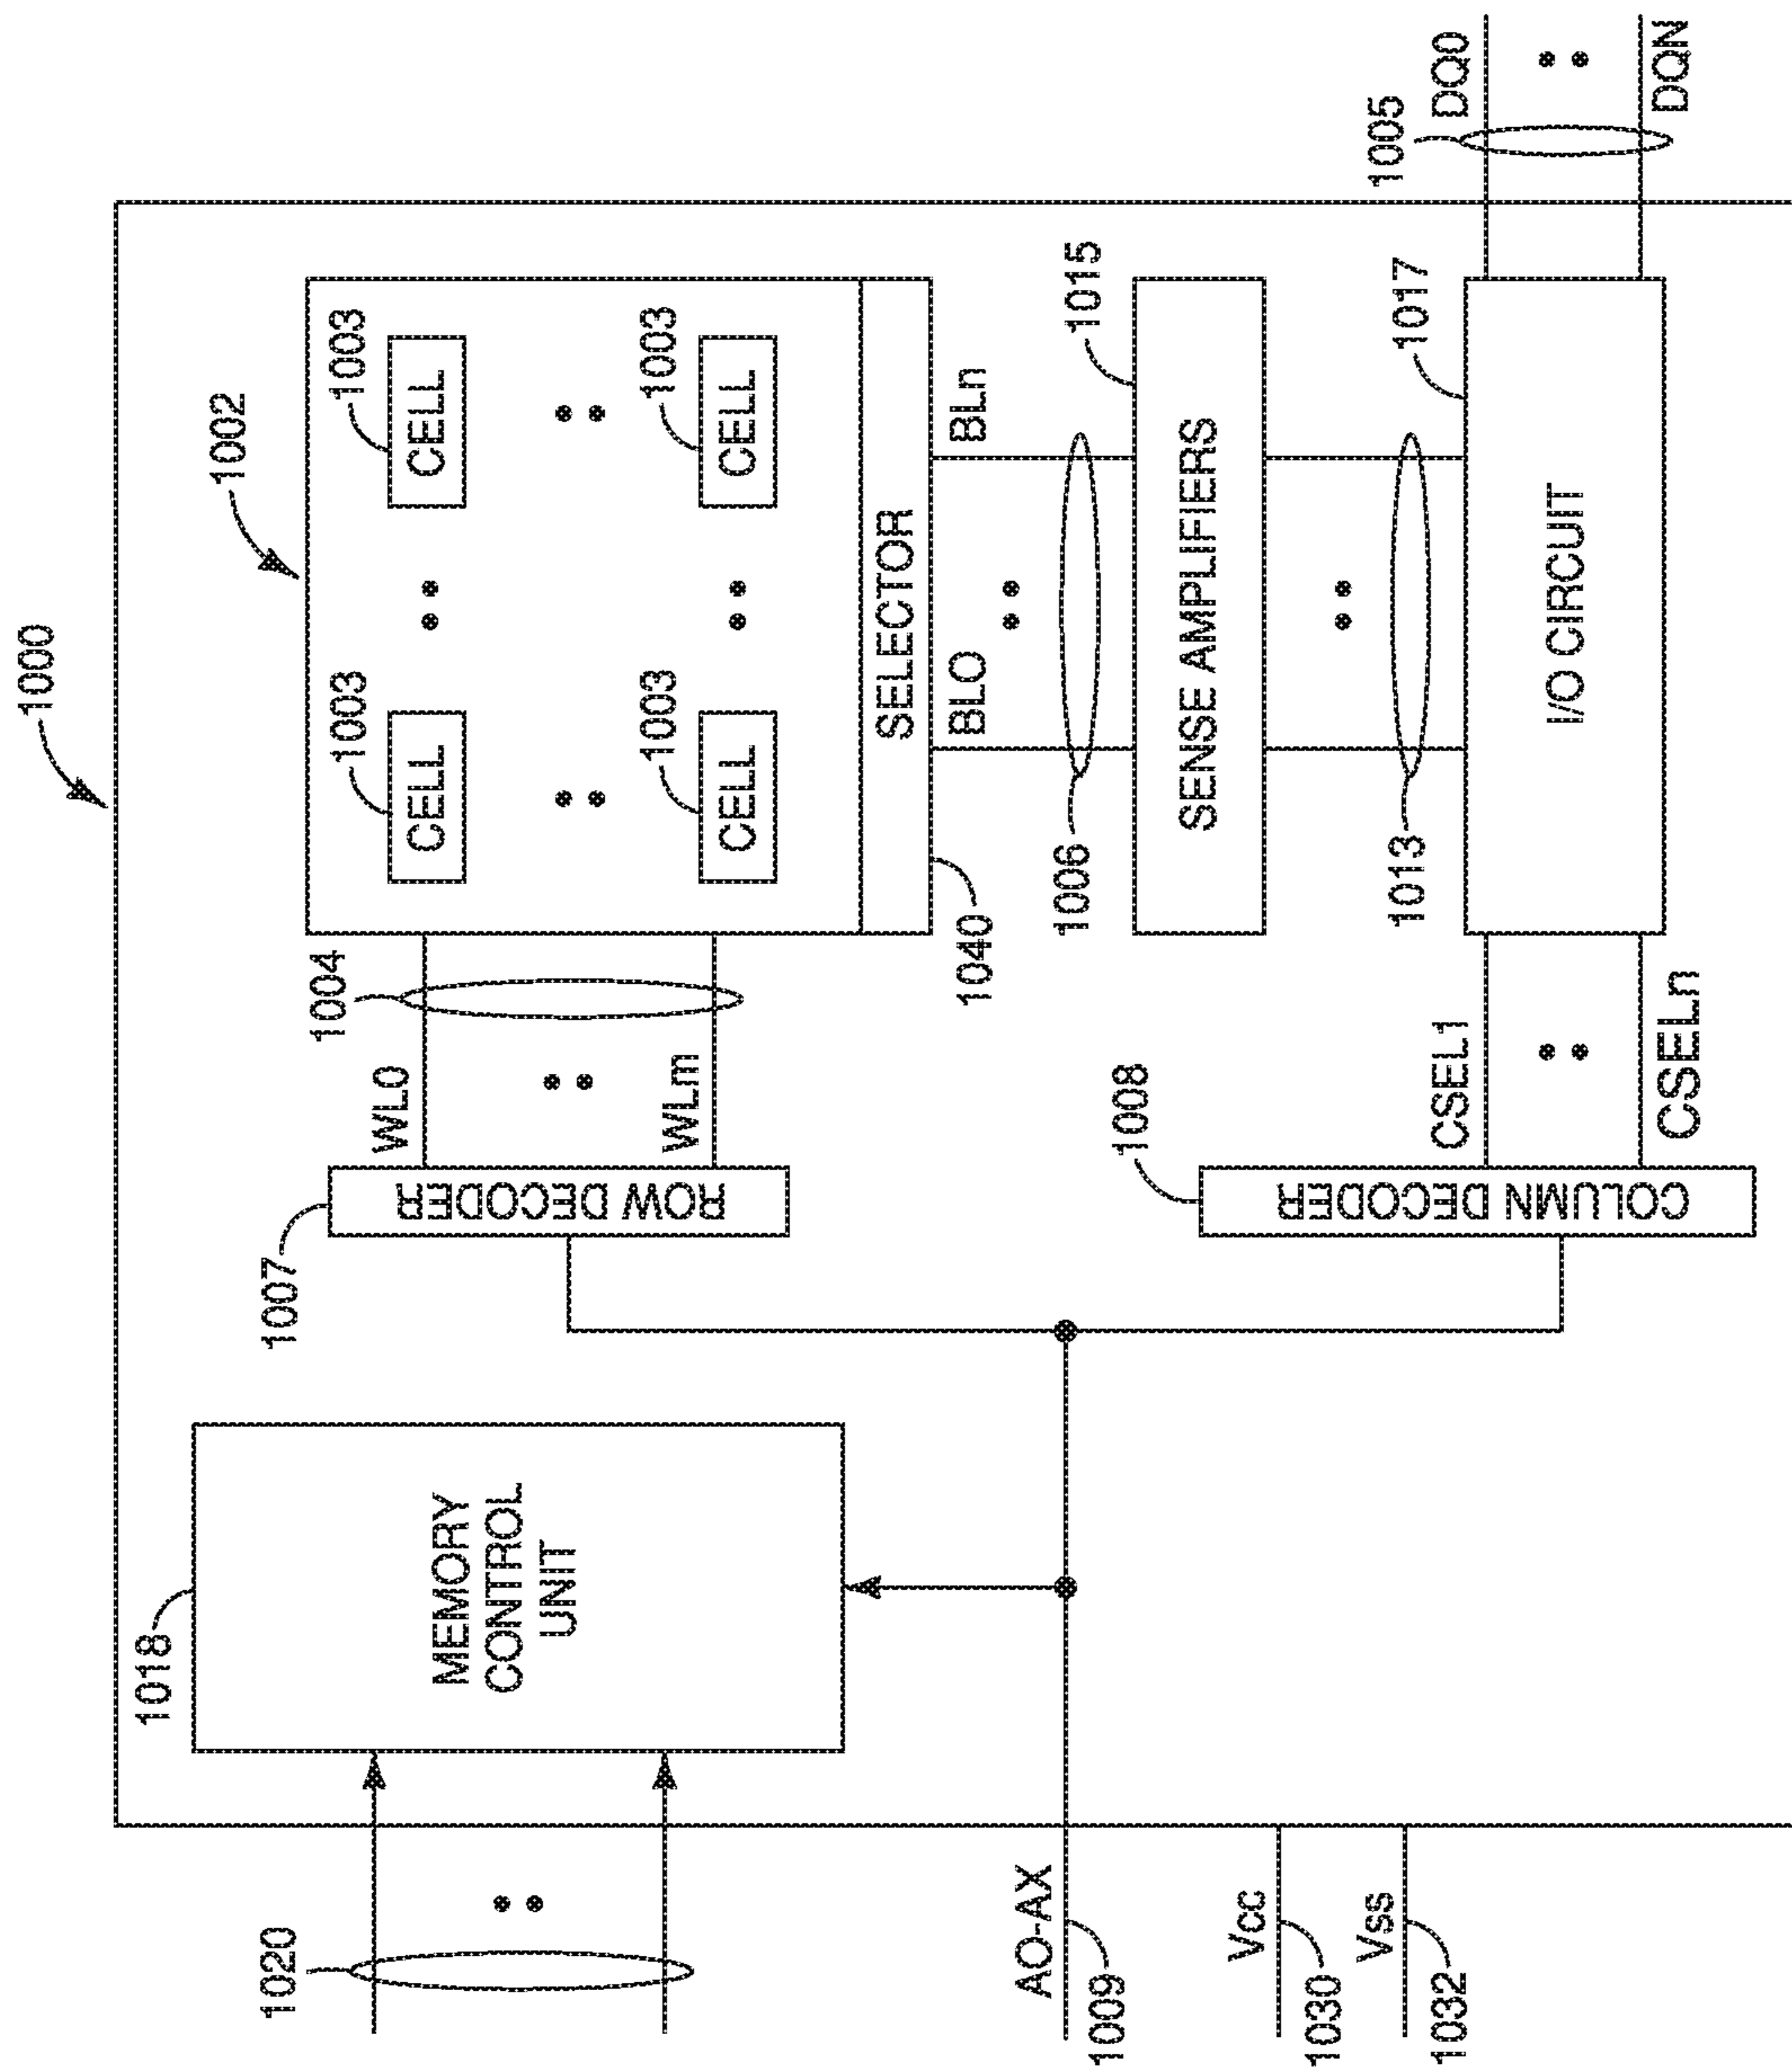 1000
1002
1003
CELL
1003
CELL
1003
CELL
1003
CELL
SELECTOR
1040
1004
WL0
WLm
1007
ROW DECODER
1018
MEMORY
CONTROL
UNIT
1020
BLO
BLn
1006
1015
SENSE AMPLIFIERS
1013
1017
I/O CIRCUIT
1005
DQ0
DQN
CSEL1
CSELn
1008
COLUMN DECODER
AO-AX
1009
Vcc
1030
Vss
1032